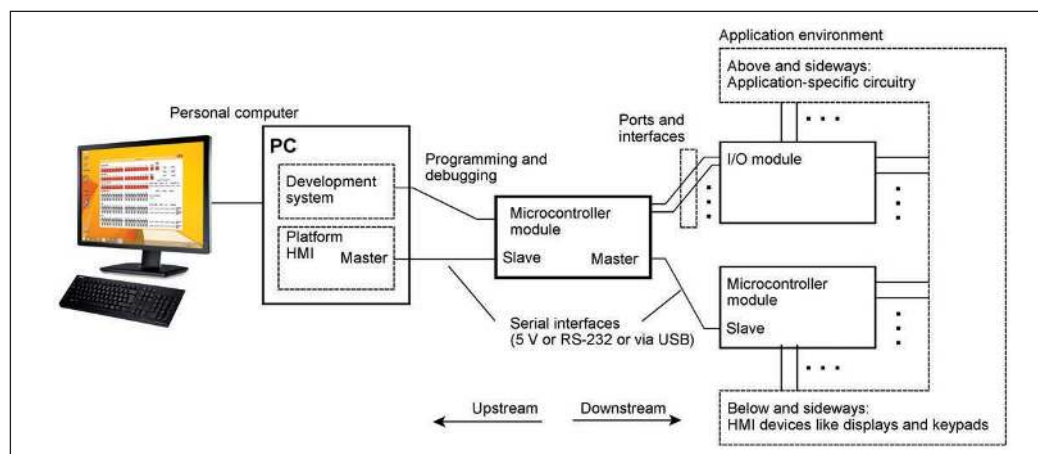 Application environment
Above and sideways:
Application-specific circuitry
Personal computer
Ports and
interfaces
PC
I/O module
Programming and
debugging
Development
system
Microcontroller
module
Platform
HMI
Master
Slave
Master
Microcontroller
module
Slave
Serial interfaces
(5 V or RS-232 or via USB)
Upstream
Downstream
Below and sideways:
HMI devices like displays and keypads